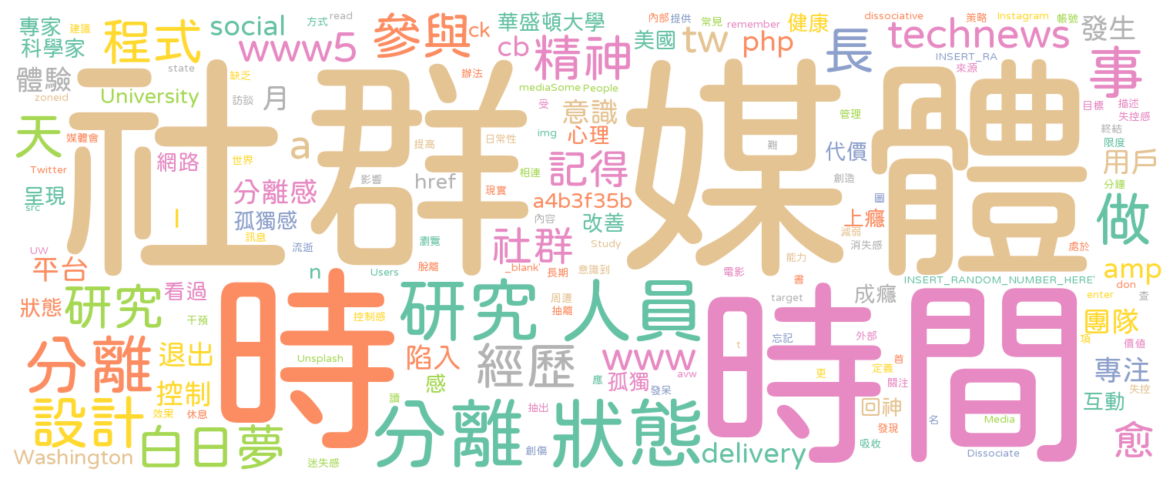 專家 建議 程式 social 方式 read 參與 ck 華盛頓大學 內部 提供 常見 dissociative 策略 Instagram 帳號
科學家 www5 cb 精神 美國 tw remember php 健康 長 technews 發生
體驗 state 缺乏 辦法 mediaSome People INSERT_RA 來源 事
zoneid University 訪談 月 受 意識 管理 目標 描述 失控感
天 媒體會 社群媒體 a 提高 日常性 img 心理 難 代價 終結 限度
Twitter 網路 世界 影響 href 相連 記得 創造 用戶
呈現 src 分離感 現實 a4b3f35b 圖 分鐘
I 孤獨感 內容 改善 上癮 減弱 做
UW 訊息 流逝 瀏覽 社群 Study 消失感 能力
平台 n Users 脫離 _blank' 長期 意識到 電影 書 處於 amp
狀態 研究 看過 時 周遭 抽離 target 成癮 INSERT_RANDOM_NUMBER_HERE' don enter 查
干預 控制感 研究人員 時間 外部 團隊 頂
分離 退出 Unsplash 陷入 經歷 www t 忘記 首 價值
控制 感 應 孤獨 發呆 avw 更 定義 關注 專注 失控
設計 效果 休息 讀 抽出 回神 發現 互動
白日夢 分離狀態 名 Media 愈
Washington 迷失感 創傷 delivery 吸收 Dissociate